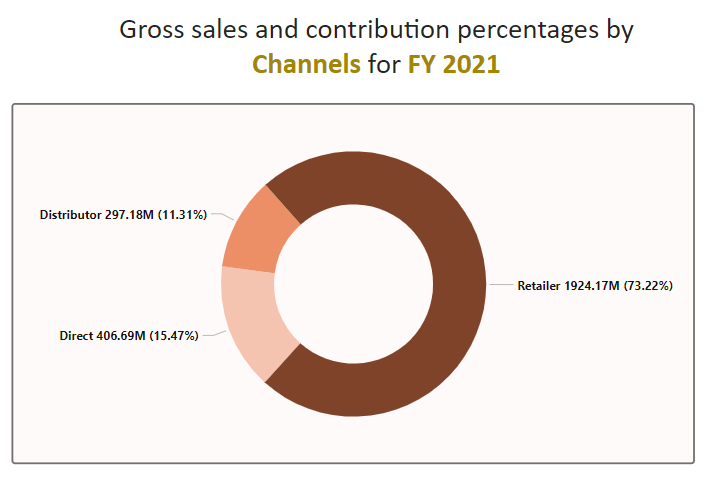 Gross sales and contribution percentages by
Channels for FY 2021
Distributor 297.18M (11.31%)
Retailer 1924.17M (73.22%)
Direct 406.69M (15.47%)